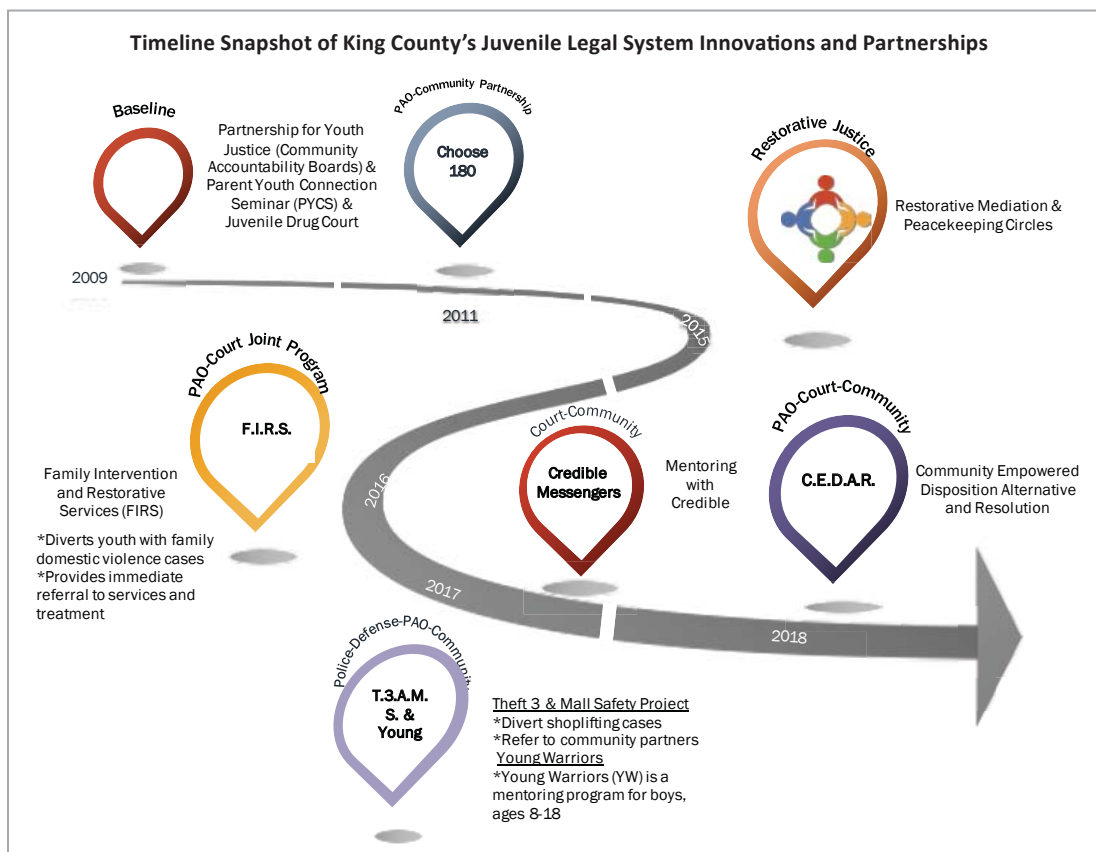 Timeline Snapshot of King County’s Juvenile Legal System Innovations and Partnerships
Baseline
Partnership for Youth
Justice (Community
Accountability Boards) &
Parent Youth Connection
Seminar (PYCS) &
Juvenile Drug Court
PAO-Community Partnership
Choose
180
Restorative Justice
Restorative Mediation &
Peacekeeping Circles
2009
2011
2015
PAO-Court Joint Program
F.I.R.S.
Family Intervention
and Restorative
Services (FIRS)
*Diverts youth with family
domestic violence cases
*Provides immediate
referral to services and
treatment
2016
Court-Community
Credible
Messengers
Mentoring
with
Credible
PAO-Court-Community
C.E.D.A.R.
Community Empowered
Disposition Alternative
and Resolution
2017
2018
Police-Defense-PAO-Community
T.3.A.M.
S. &
Young
Theft 3 & Mall Safety Project
*Divert shoplifting cases
*Refer to community partners
Young Warriors
*Young Warriors (YW) is a
mentoring program for boys,
ages 8-18